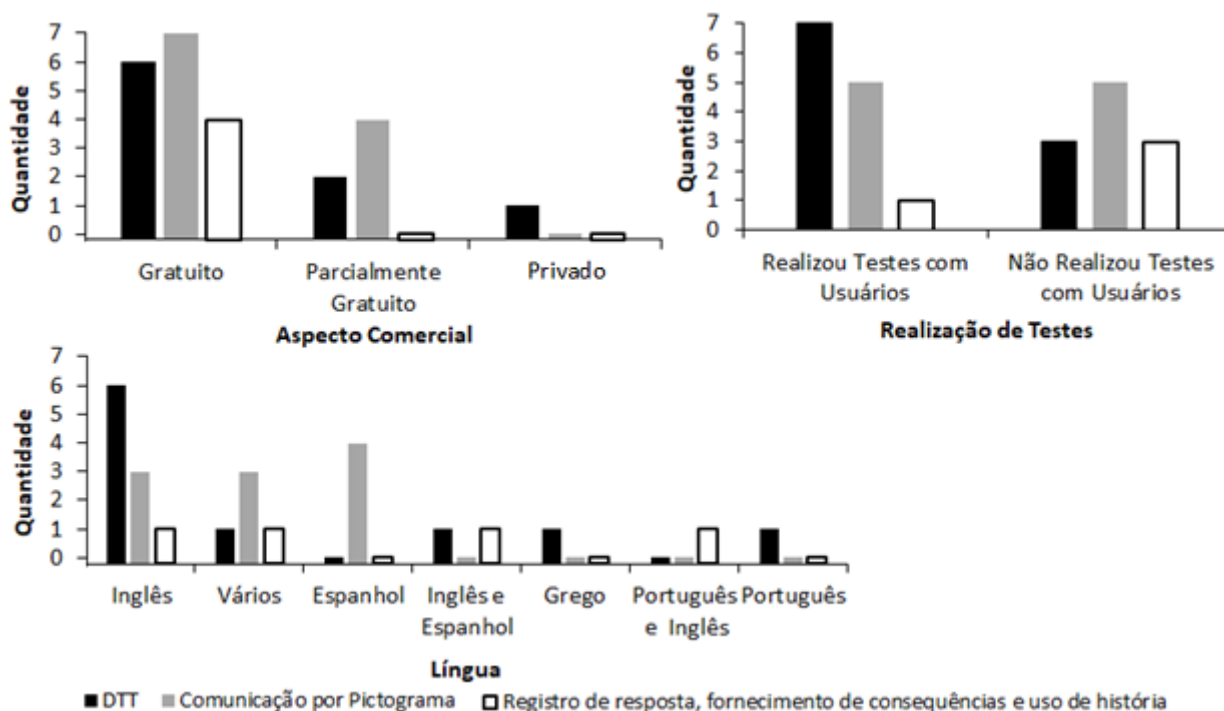 Quantidade
7
6
5
4
3
2
1
0
Gratuito
Parcialmente
Gratuito
Privado
Aspecto Comercial
Quantidade
7
6
5
4
3
2
1
0
Realizou Testes com
Usuários
Não Realizou Testes
com Usuários
Realização de Testes
Quantidade
7
6
5
4
3
2
1
0
Inglês
Vários
Espanhol
Inglês e
Espanhol
Grego
Português
e Inglês
Português
Língua
DTT
Comunicação por Pictograma
Registro de resposta, fornecimento de consequências e uso de história